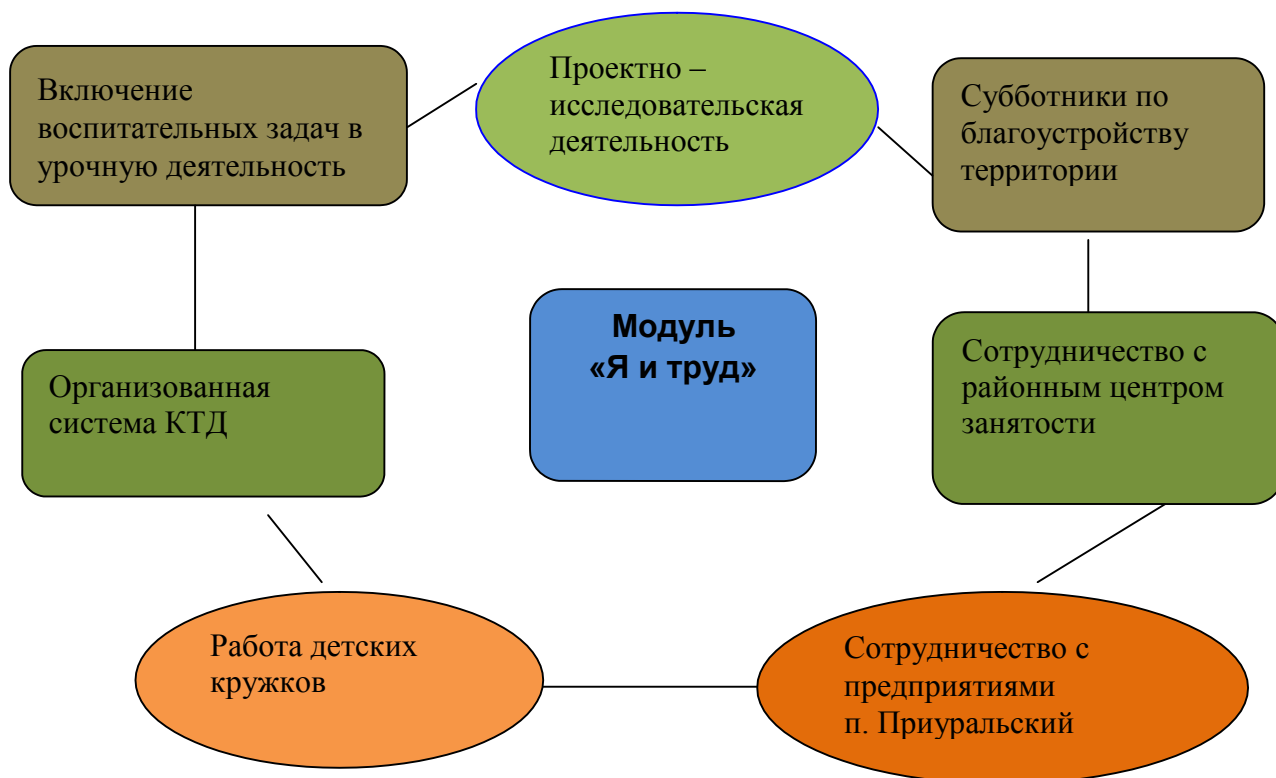 Включение
воспитательных задач в
урочную деятельность
Проектно –
исследовательская
деятельность
Субботники по
благоустройству
территории
Модуль
«Я и труд»
Организованная
система КТД
Сотрудничество с
районным центром
занятости
Работа детских
кружков
Сотрудничество с
предприятиями
п. Приуральский